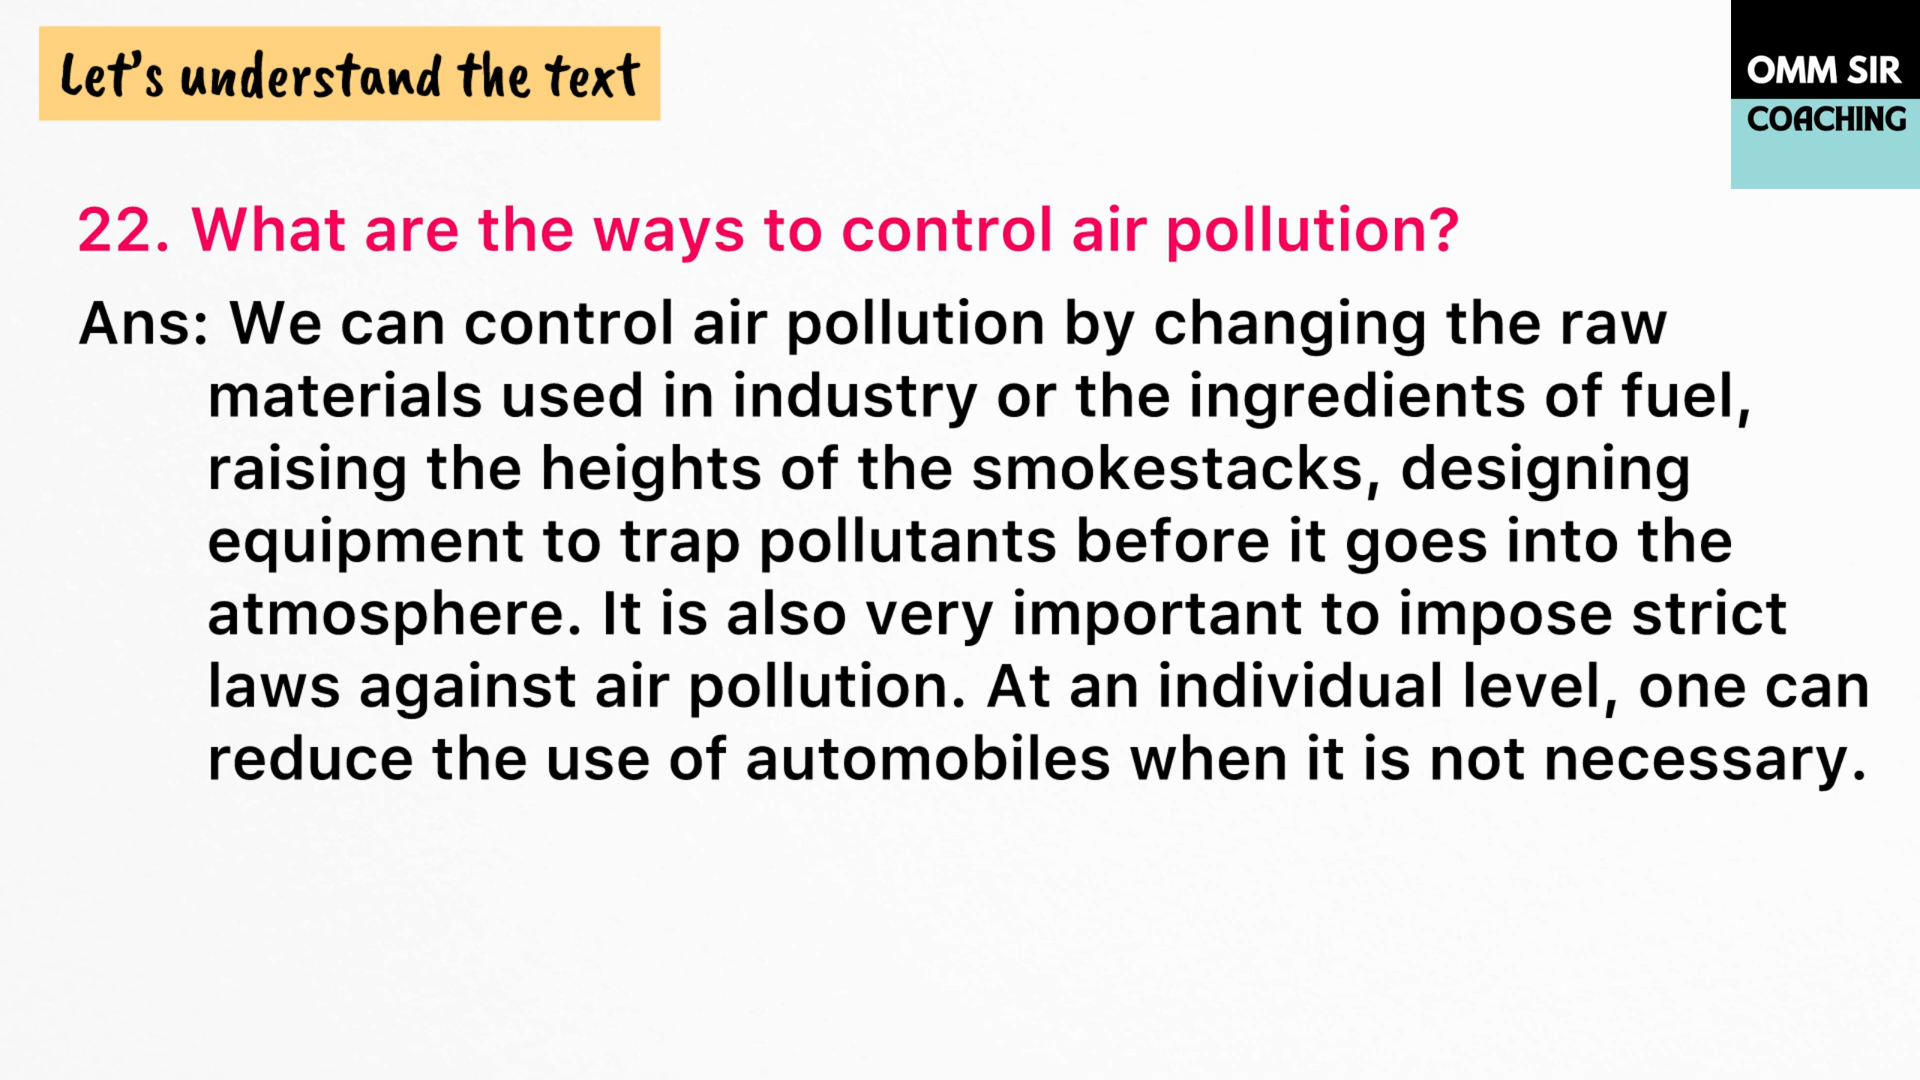 Let's understand the text
OMM SIR
COACHING
22. What are the ways to control air pollution?
Ans: We can control air pollution by changing the raw
materials used in industry or the ingredients of fuel,
raising the heights of the smokestacks, designing
equipment to trap pollutants before it goes into the
atmosphere. It is also very important to impose strict
laws against air pollution. At an individual level, one can
reduce the use of automobiles when it is not necessary.